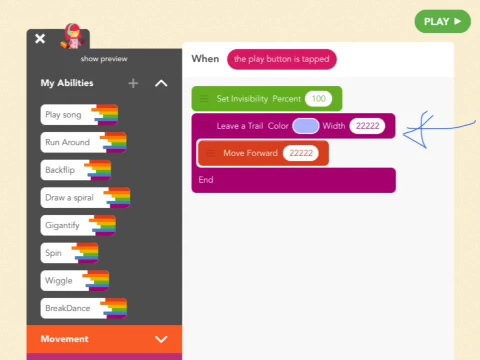 PLAY
show preview
When the play button is tapped
My Abilities
Set Invisibility Percent 100
Play song
Leave a Trail Color Width 22222
Run Around
Move Forward 22222
Backflip
End
Draw a spiral
Gigantify
Spin
Wiggle
BreakDance
Movement